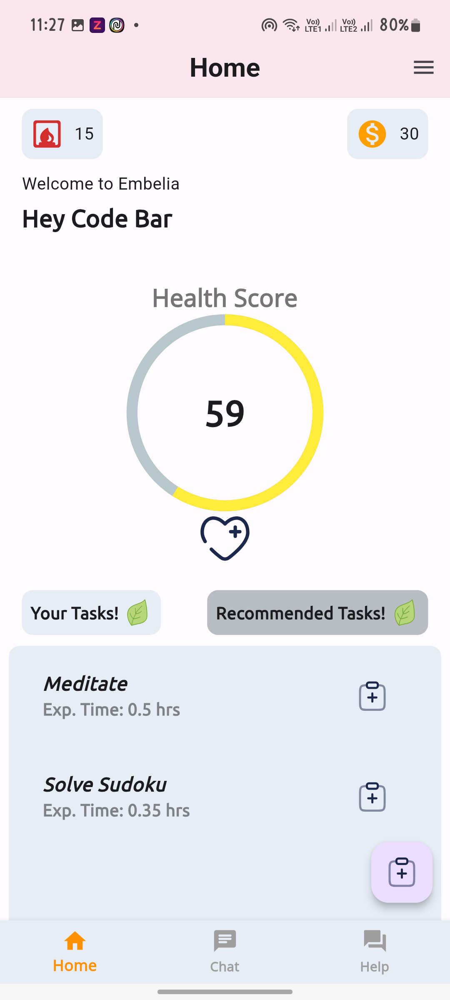 11:27
Vo)) LTE1 Vo)) LTE2 80%
Home
15
30
Welcome to Embelia
Hey Code Bar
Health Score
59
Your Tasks!
Recommended Tasks!
Meditate
Exp. Time: 0.5 hrs
Solve Sudoku
Exp. Time: 0.35 hrs
Home
Chat
Help